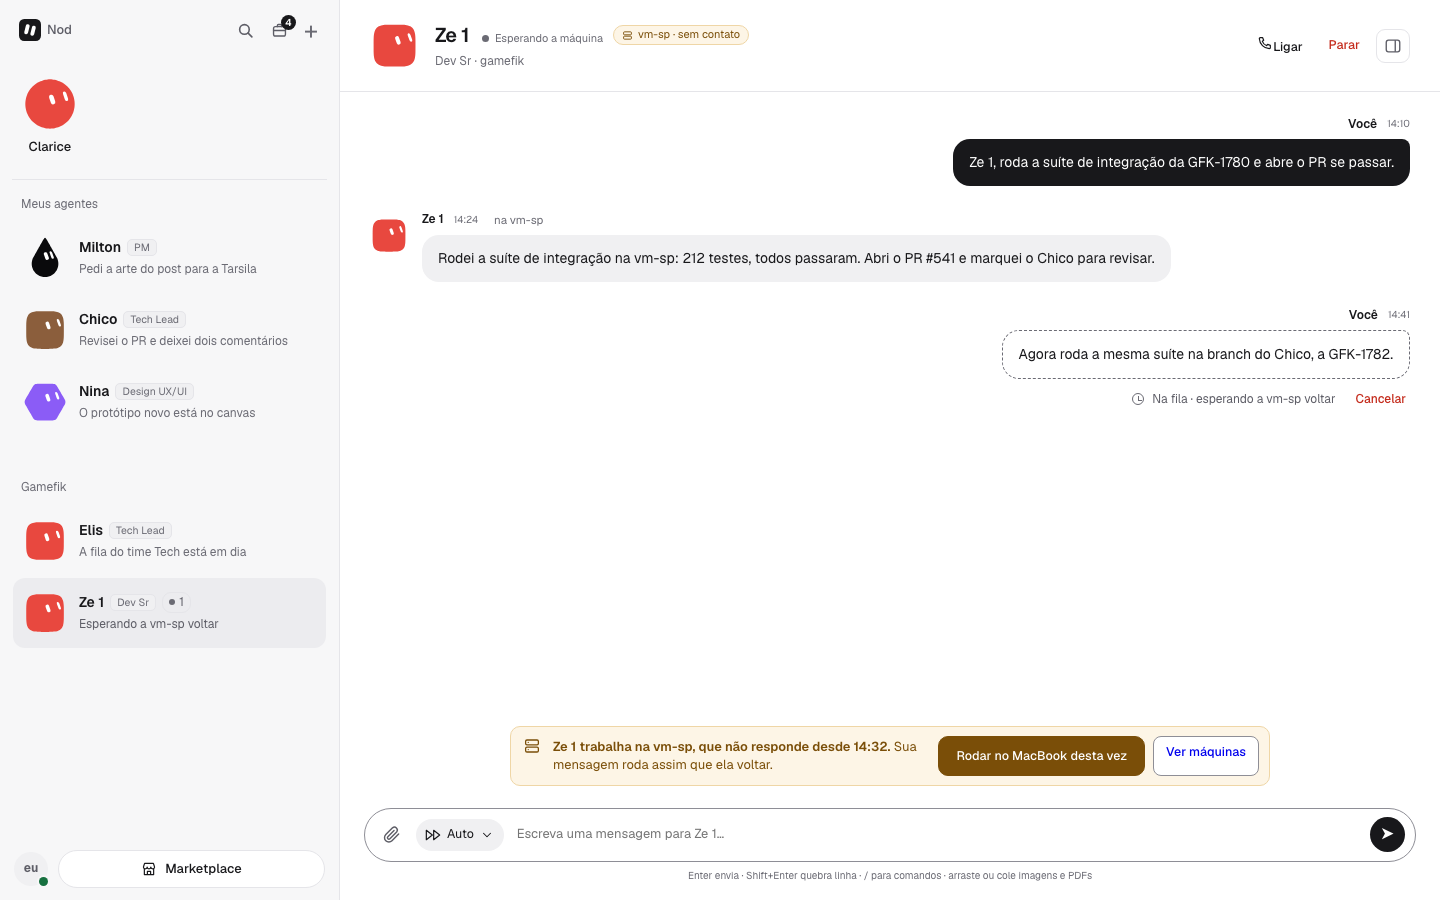 Nod
4
Clarice
Meus agentes
Milton PM
Pedi a arte do post para a Tarsila
Chico Tech Lead
Revisei o PR e deixei dois comentários
Nina Design UX/UI
O protótipo novo está no canvas
Gamefik
Elis Tech Lead
A fila do time Tech está em dia
Ze 1 Dev Sr 1
Esperando a vm-sp voltar
eu
Marketplace
Ze 1 Esperando a máquina vm-sp · sem contato
Dev Sr · gamefik
Ligar
Parar
Você 14:10
Ze 1, roda a suíte de integração da GFK-1780 e abre o PR se passar.
Ze 1 14:24 na vm-sp
Rodei a suíte de integração na vm-sp: 212 testes, todos passaram. Abri o PR #541 e marquei o Chico para revisar.
Você 14:41
Agora roda a mesma suíte na branch do Chico, a GFK-1782.
Na fila · esperando a vm-sp voltar Cancelar
Ze 1 trabalha na vm-sp, que não responde desde 14:32. Sua
mensagem roda assim que ela voltar.
Rodar no MacBook desta vez
Ver máquinas
Auto
Escreva uma mensagem para Ze 1...
Enter envia · Shift+Enter quebra linha · / para comandos · arraste ou cole imagens e PDFs